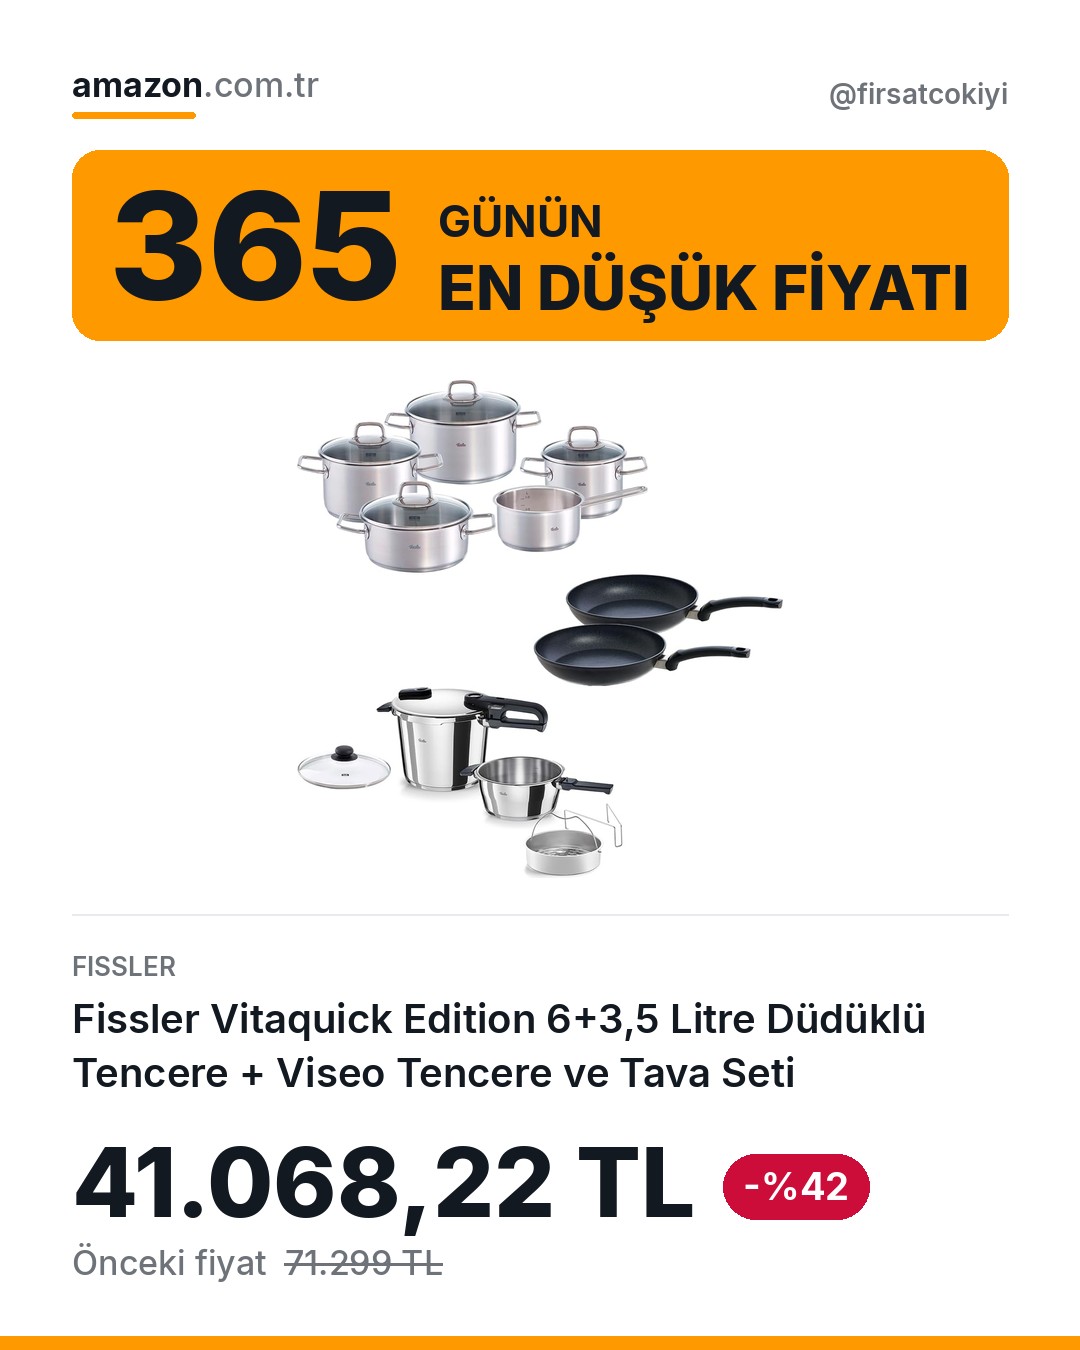 amazon.com.tr
@firsatcokiyi
365
GÜNÜN
EN DÜŞÜK FİYATI
FISSLER
Fissler Vitaquick Edition 6+3,5 Litre Düdüklü
Tencere + Viseo Tencere ve Tava Seti
41.068,22 TL
-%42
Önceki fiyat 71.299 TL